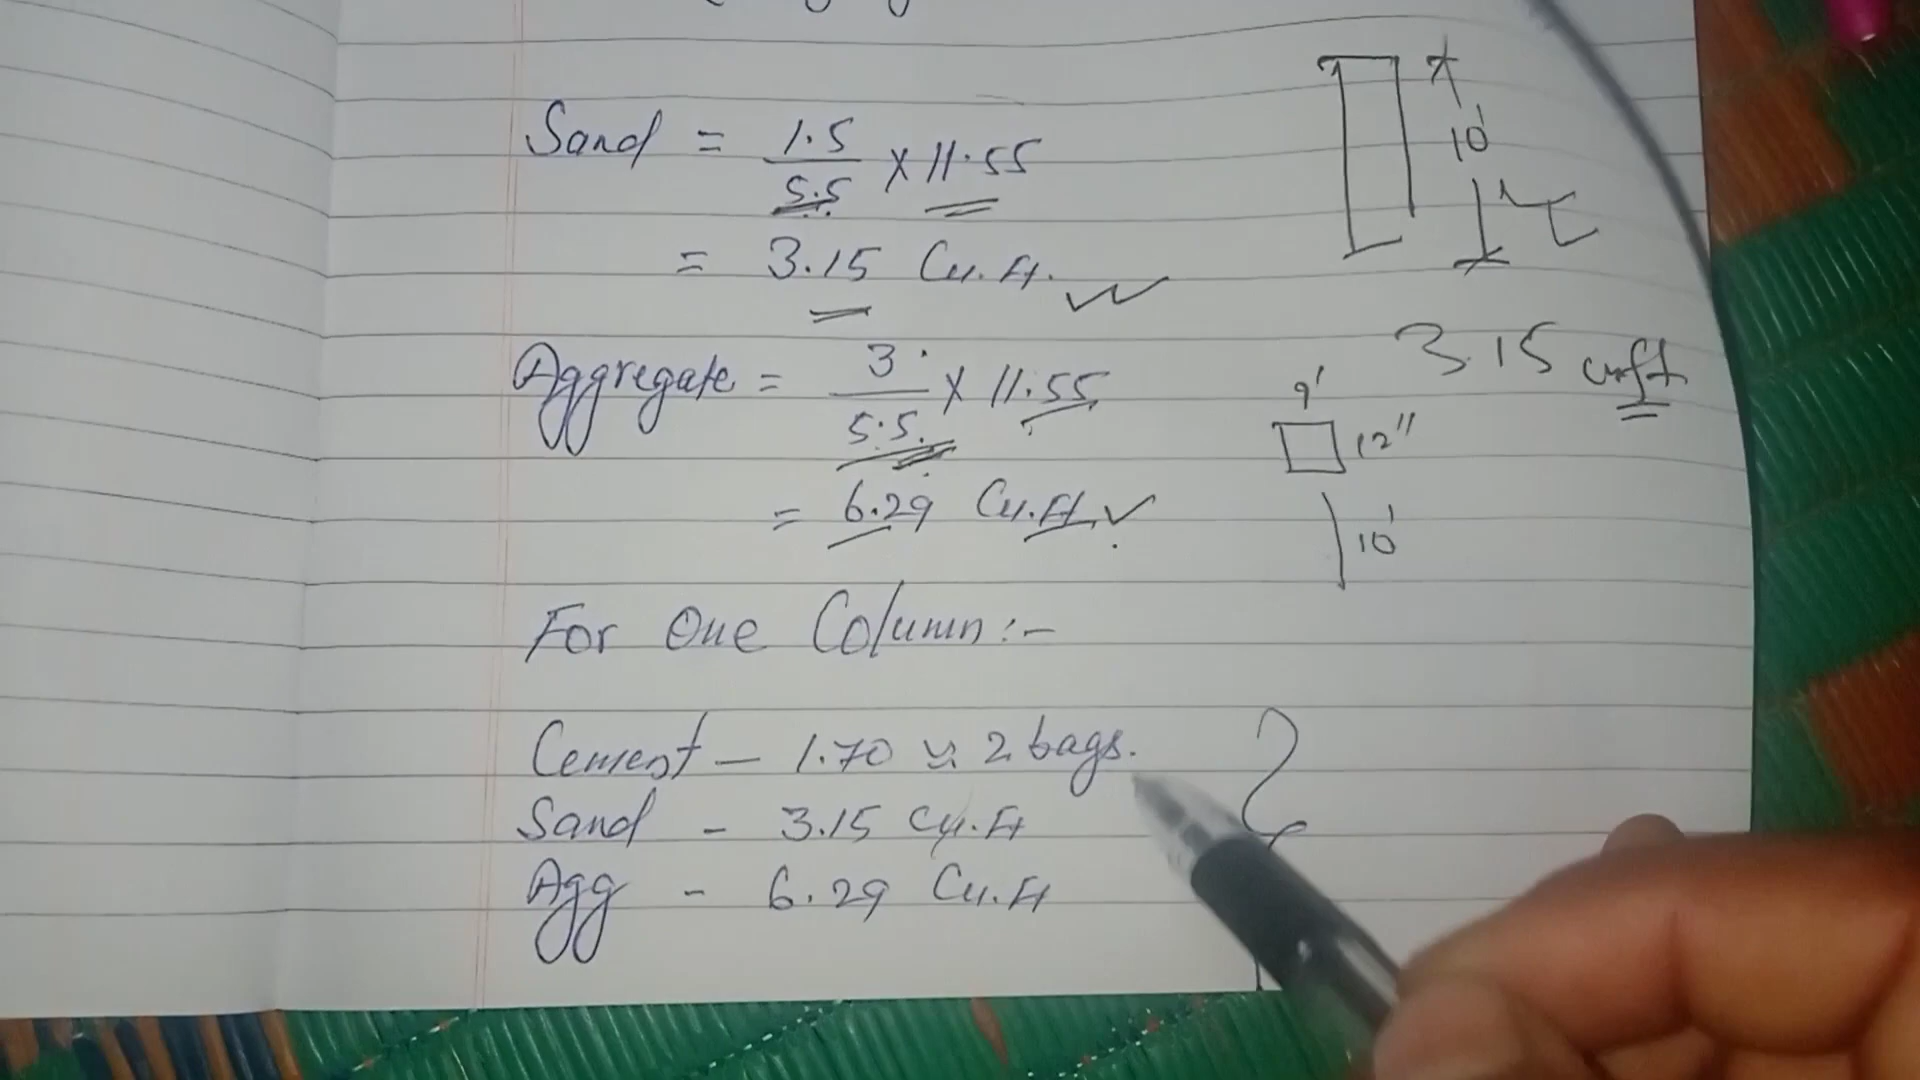 Sand = 1.5/5.5 × 11.55
= 3.15 Cu.Ft.
Aggregate = 3/5.5 × 11.55
= 6.29 Cu.Ft.
For One Column:-
Cement – 1.70 ≈ 2 bags.
Sand - 3.15 Cu.Ft
Agg - 6.29 Cu.Ft
10'
3.15 cuft
9'
12"
10'